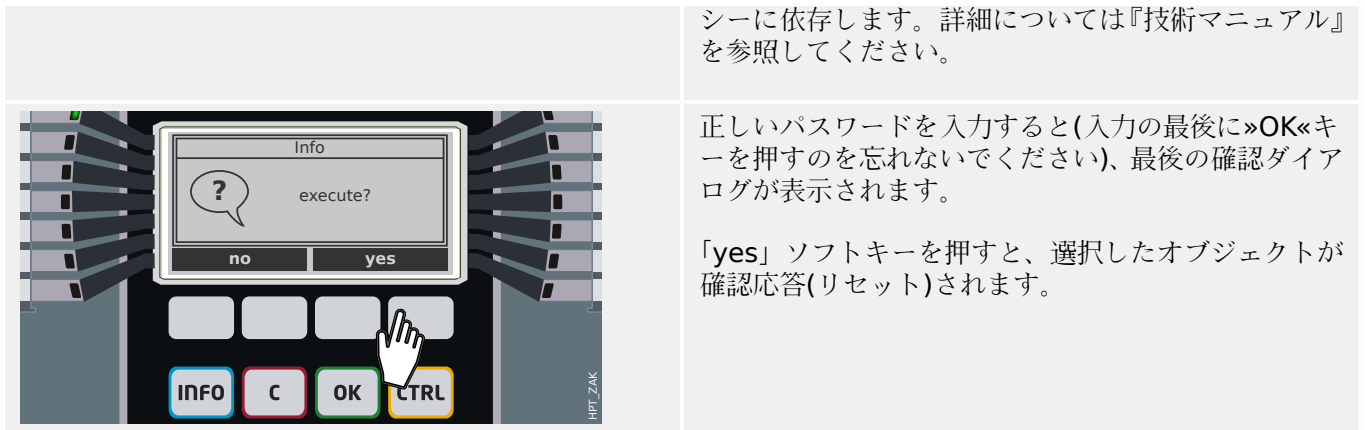 シーに依存します。詳細については『技術マニュアル』
を参照してください。
Info
?
execute?
no yes
INFO C OK CTRL
HPT_ZAK
正しいパスワードを入力すると(入力の最後に»OK«キ
ーを押すのを忘れないでください)、最後の確認ダイア
ログが表示されます。
「yes」ソフトキーを押すと、選択したオブジェクトが
確認応答(リセット)されます。